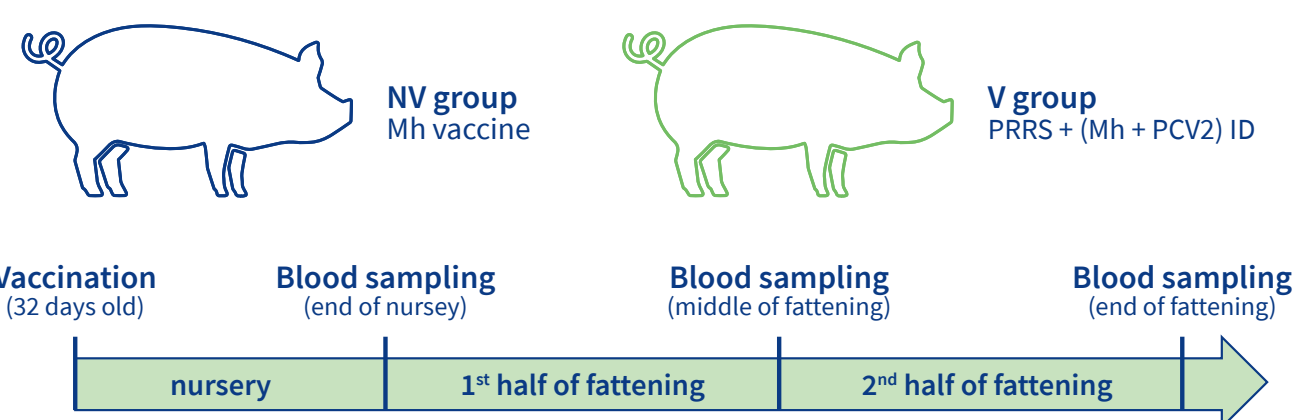 NV group
Mh vaccine
V group
PRRS + (Mh + PCV2) ID
Vaccination
(32 days old)
Blood sampling
(end of nursey)
Blood sampling
(middle of fattening)
Blood sampling
(end of fattening)
nursery
1st half of fattening
2nd half of fattening